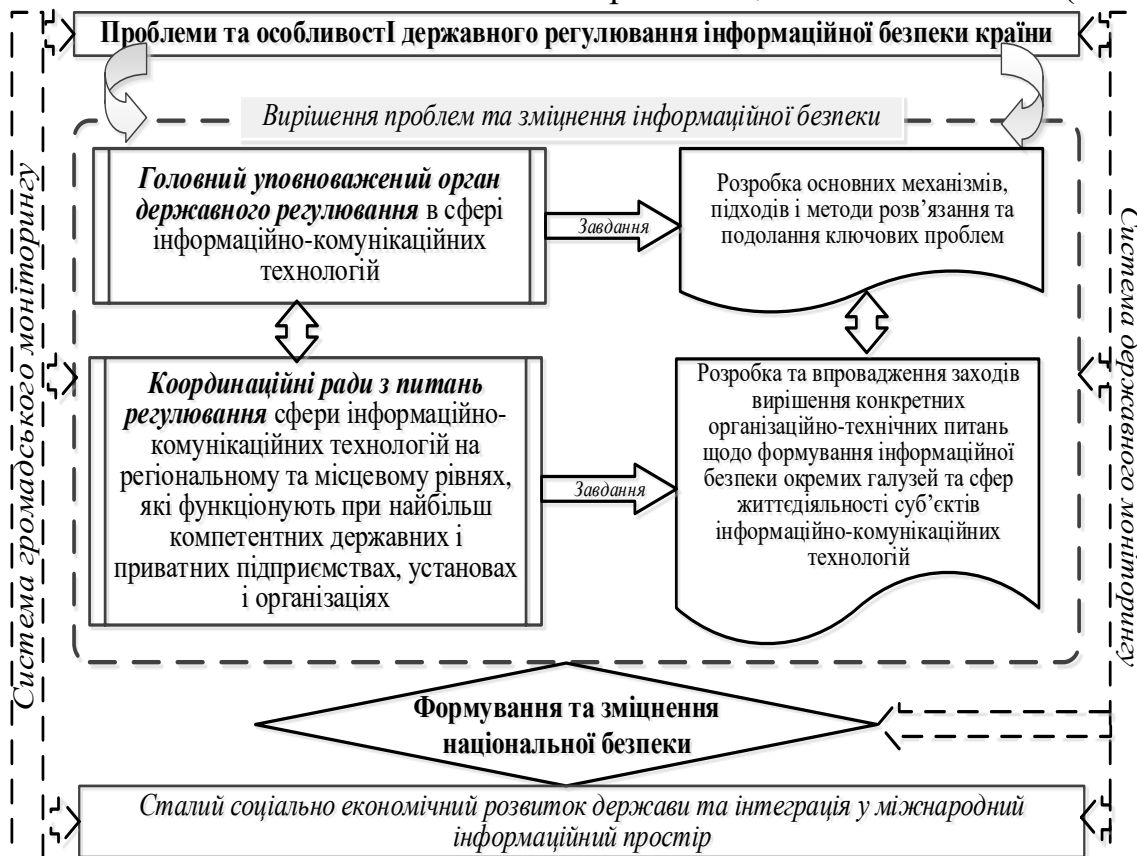 Проблеми та особливостІ державного регулювання інформаційної безпеки країни
Вирішення проблем та зміцнення інформаційної безпеки
Головний уповноважений орган
державного регулювання в сфері
інформаційно-комунікаційних
технологій
Завдання
Розробка основних механізмів,
підходів і методи розв’язання та
подолання ключових проблем
Координаційні ради з питань
регулювання сфери інформаційно-
комунікаційних технологій на
регіональному та місцевому рівнях,
які функціонують при найбільш
компетентних державних і
приватних підприємствах, установах
і організаціях
Завдання
Розробка та впровадження заходів
вирішення конкретних
організаційно-технічних питань
щодо формування інформаційної
безпеки окремих галузей та сфер
життєдіяльності суб’єктів
інформаційно-комунікаційних
технологій
Система громадського моніторингу
Система державного моніторингу
Формування та зміцнення
національної безпеки
Сталий соціально економічний розвиток держави та інтеграція у міжнародний
інформаційний простір